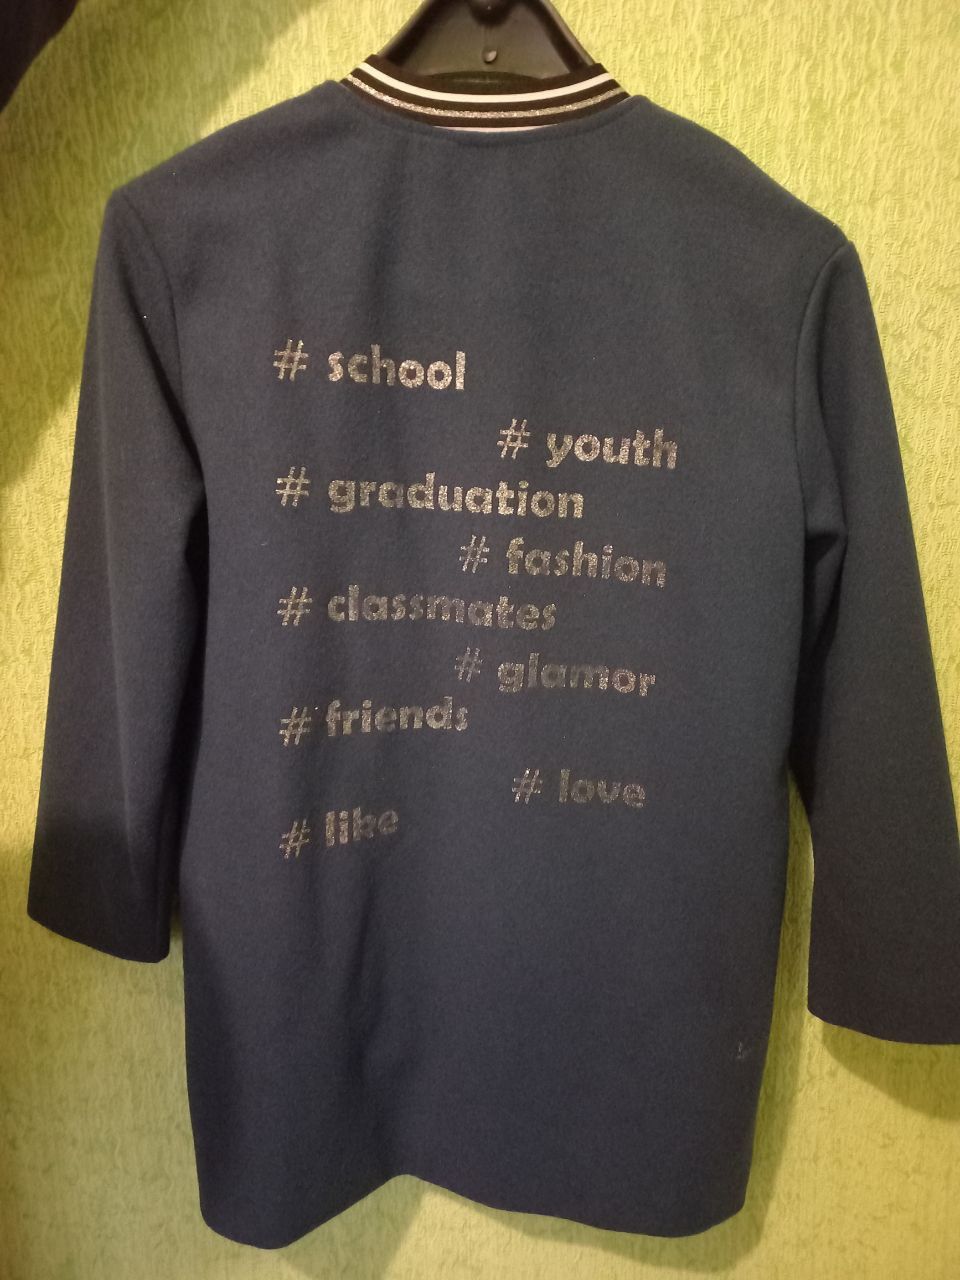 # school
# youth
# graduation
# fashion
# classmates
# glamor
# friends
# love
# like